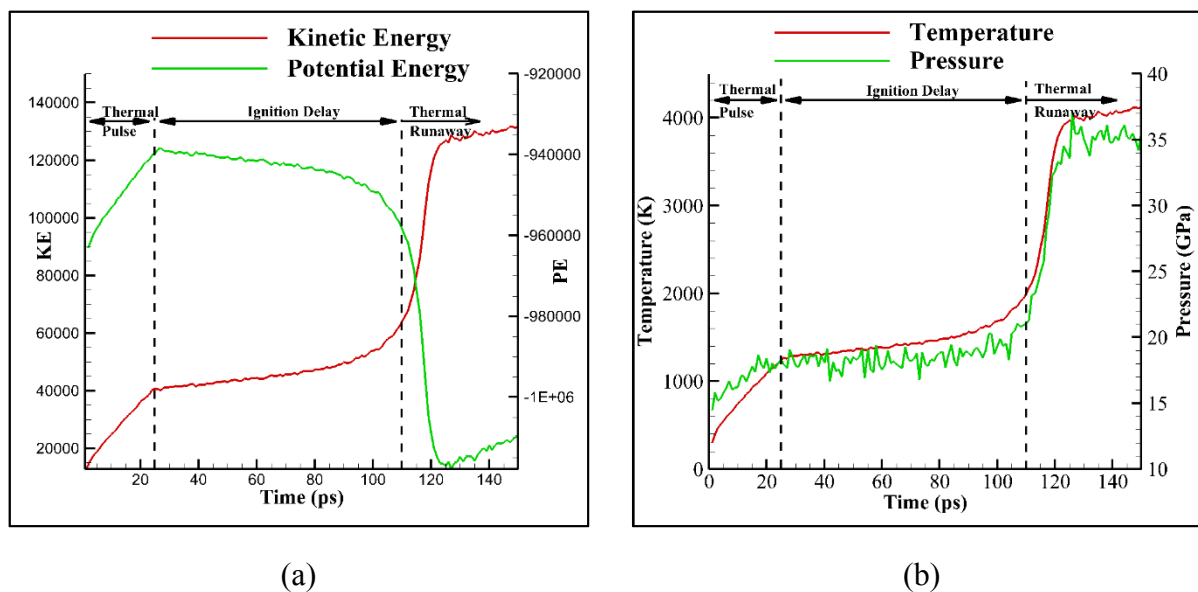 Kinetic Energy
Potential Energy
Thermal
Pulse
Ignition Delay
Thermal
Runaway
140000
120000
100000
80000
60000
40000
20000
KE
-920000
-940000
-960000
-980000
-1E+06
PE
20 40 60 80 100 120 140
Time (ps)
(a)
Temperature
Pressure
Thermal
Pulse
Ignition Delay
Thermal
Runaway
4000
3000
2000
1000
0
Temperature (K)
40
35
30
25
20
15
10
Pressure (GPa)
0 20 40 60 80 100 120 140
Time (ps)
(b)